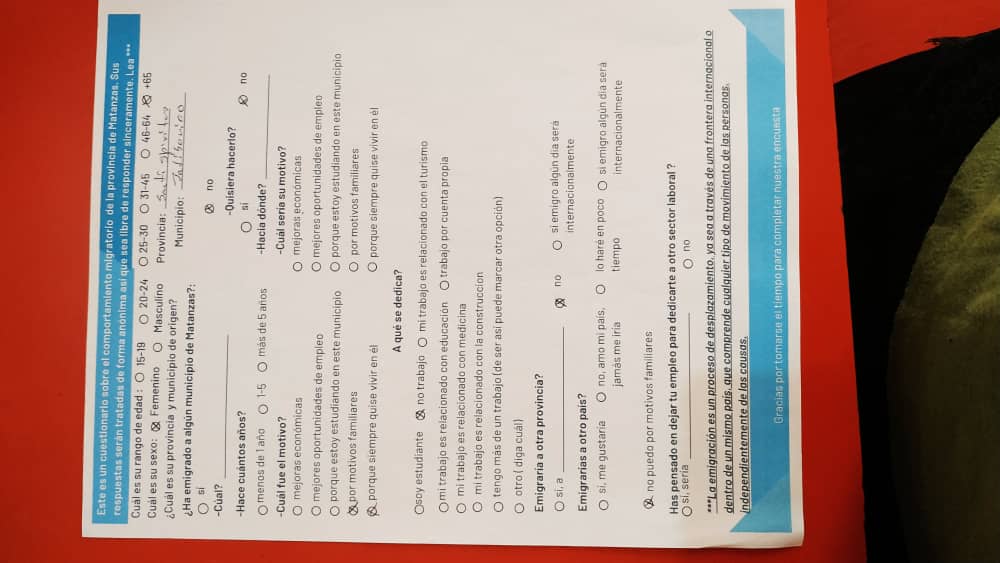 Este es un cuestionario sobre el comportamiento migratorio de la provincia de Matanzas. Sus
respuestas serán tratadas de forma anónima así que sea libre de responder sinceramente. Lea ***
Cuál es su rango de edad : 15-19 20-24 25-30 31-45 46-64 +65
Cuál es su sexo: Femenino Masculino
¿Cuál es su provincia y municipio de origen? Provincia: Santi Spiritus
Municipio:
¿Ha emigrado a algún municipio de Matanzas?:
sí no
-Cúal?
-Hace cuántos años?
menos de 1 año 1-5 más de 5 años
-Cuál fue el motivo?
mejoras económicas
mejores oportunidades de empleo
porque estoy estudiando en este municipio
por motivos familiares
porque siempre quise vivir en él
-Quisiera hacerlo?
sí no
-Hacia dónde?
-Cuál sería su motivo?
mejoras económicas
mejores oportunidades de empleo
porque estoy estudiando en este municipio
por motivos familiares
porque siempre quise vivir en él
A qué se dedica?
soy estudiante no trabajo mi trabajo es relacionado con el turismo
mi trabajo es relacionado con educación trabajo por cuenta propia
mi trabajo es relacionado con medicina
mi trabajo es relacionado con la construccion
tengo más de un trabajo (de ser así puede marcar otra opción)
otro ( diga cuál)
Emigraría a otra provincia?
si, a no si emigro algún día será
internacionalmente
Emigrarías a otro país?
sí, me gustaría no, amo mi país, lo haré en poco si emigro algún día será
jamás me iría tiempo internacionalmente
no puedo por motivos familiares
Has pensado en dejar tu empleo para dedicarte a otro sector laboral ?
sí, sería no
***La emigración es un proceso de desplazamiento, ya sea a través de una frontera internacional o
dentro de un mismo país, que comprende cualquier tipo de movimiento de las personas,
independientemente de las causas.
Gracias por tomarse el tiempo para completar nuestra encuesta